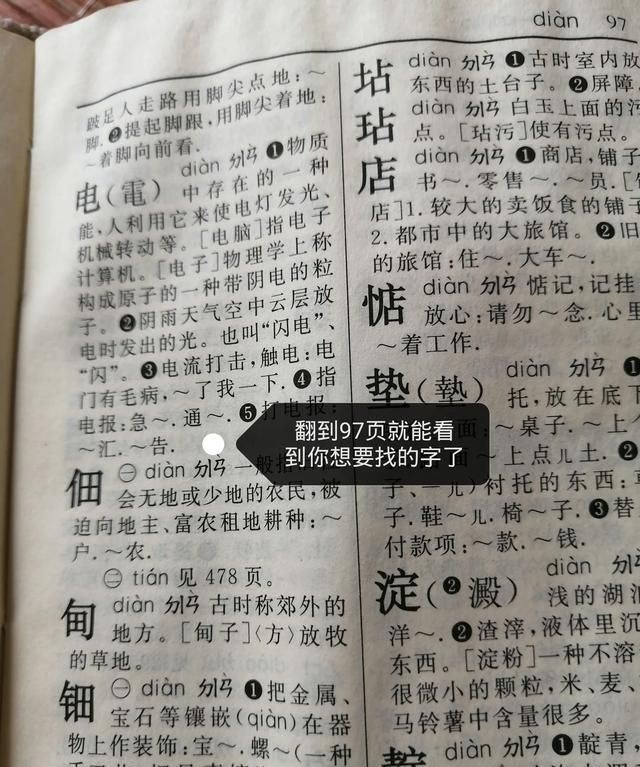 diàn 97
跛足人走路用脚尖点地：～
脚.❷提起脚跟，用脚尖着地：
～着脚向前看.
电(電) diàn ㄉㄧㄢˋ ❶物质
中存在的一种
能，人利用它来使电灯发光、
机械转动等。[电脑]指电子
计算机。[电子]物理学上称
构成原子的一种带阴电的粒
子。❷阴雨天气空中云层放
电时发出的光。也叫“闪电”、
“闪”。❸电流打击，触电：电
门有毛病，～了我一下.❹指
电报：急～.通～.❺打电报：
～汇.～告.
佃 ㊀ diàn ㄉㄧㄢˋ 一般指
会无地或少地的农民，被
迫向地主、富农租地耕种：～
户.～农.
㊁ tián 见 478 页。
甸 diàn ㄉㄧㄢˋ 古时称郊外的
地方。[甸子]〈方〉放牧
的草地。
钿 ㊀ diàn ㄉㄧㄢˋ ❶把金属、
宝石等镶嵌(qiàn)在器
物上作装饰：宝～.螺～(一种
坫 diàn ㄉㄧㄢˋ ❶古时室内放
东西的土台子。❷屏障.
玷 diàn ㄉㄧㄢˋ 白玉上面的污
点。[玷污]使有污点.
店 diàn ㄉㄧㄢˋ ❶商店，铺子
书～.零售～.～员.[
店]1.较大的卖饭食的铺子
2.都市中的大旅馆。❷旧
的旅馆：住～.大车～.
惦 diàn ㄉㄧㄢˋ 惦记，记挂
放心：请勿～念.心里
～着工作.
垫(墊) diàn ㄉㄧㄢˋ ❶
托，放在底下
面：～桌子.～上
～上点儿土.❷
子、～儿)衬托的东西：
子.鞋～儿.椅～子.❸替
付款项：～款.～钱.
淀(❷澱) diàn ㄉㄧㄢˋ
浅的湖泊
洋～.❷渣滓，液体里沉
东西。[淀粉]一种不溶
很微小的颗粒，米、麦、
马铃薯中含量很多。
靛 diàn ㄉㄧㄢˋ ❶靛青，
翻到97页就能看
到你想要找的字了